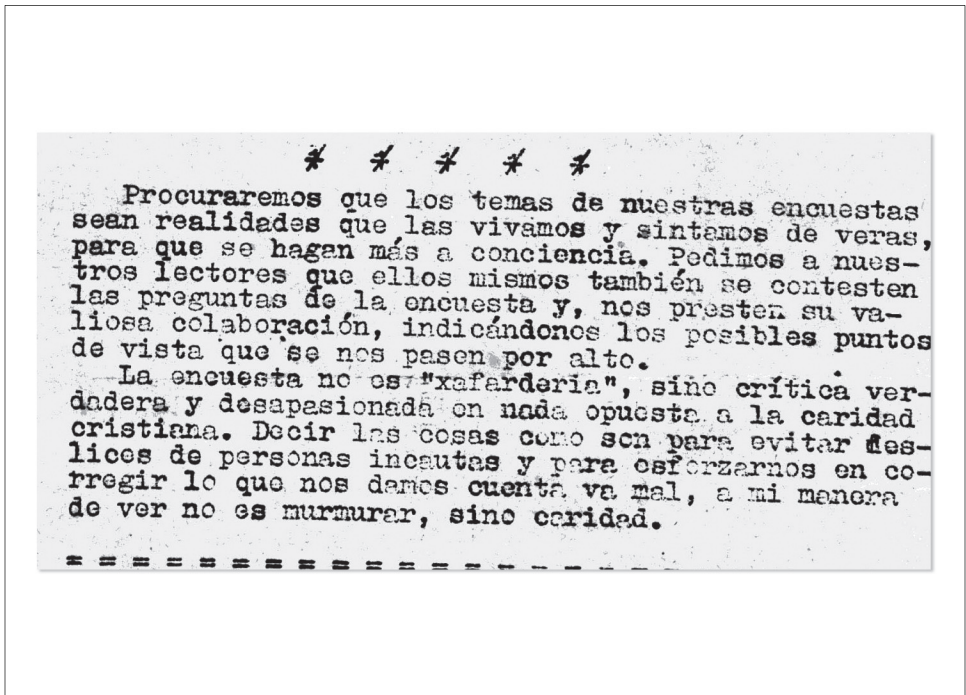 * * * * *
Procuraremos que los temas de nuestras encuestas
sean realidades que las vivamos y sintamos de veras,
para que se hagan más a conciencia. Pedimos a nues-
tros lectores que ellos mismos también se contesten
las preguntas de la encuesta y, nos presten su va-
liosa colaboración, indicándonos los posibles puntos
de vista que se nos pasen por alto.
La encuesta no es "xafarderia", sino crítica ver-
dadera y desapasionada en nada opuesta a la caridad
cristiana. Decir las cosas como son para evitar des-
lices de personas incautas y para esforzarnos en co-
rregir lo que nos damos cuenta va mal, a mi manera
de ver no es murmurar, sino caridad.
= = = = = = = = = = = = = = = = = = =